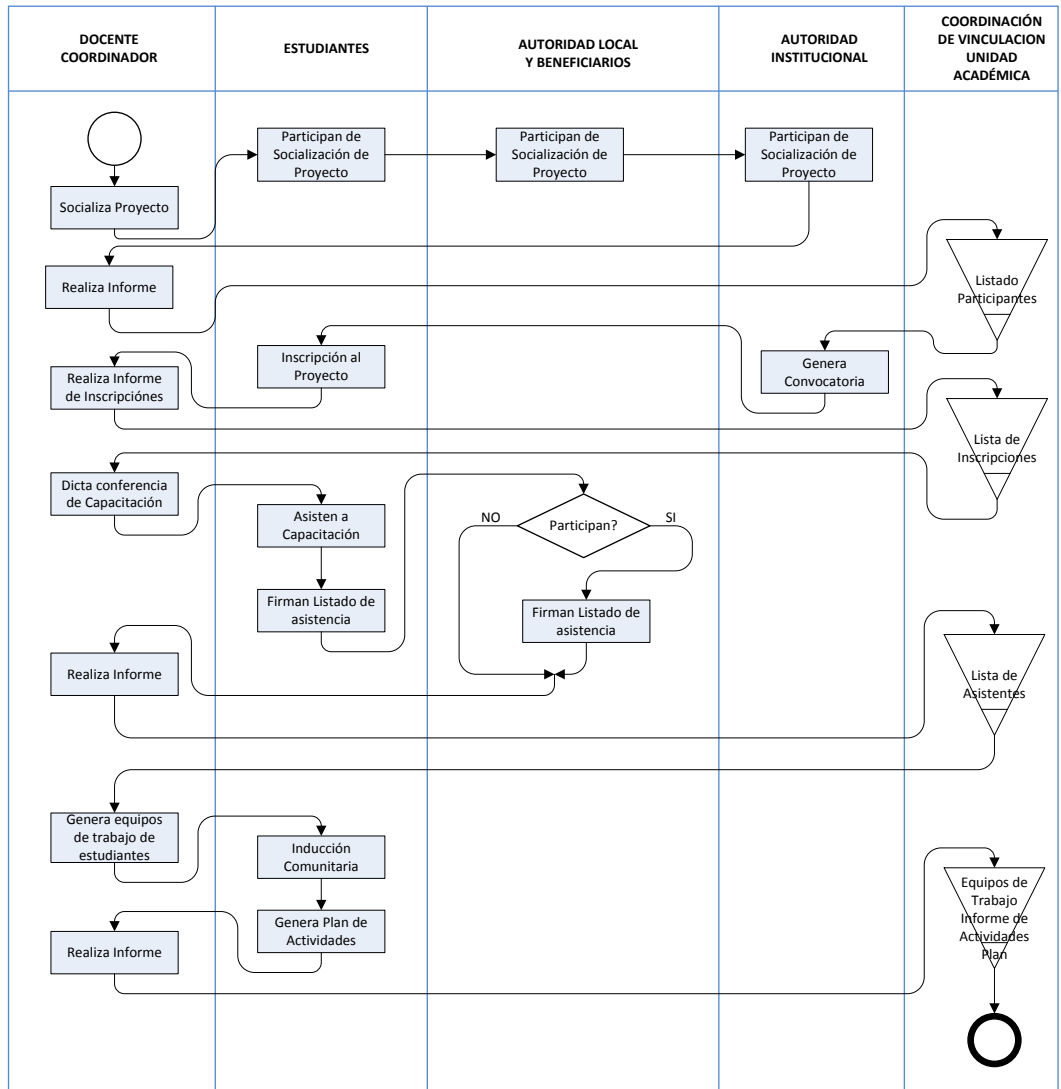 DOCENTE
COORDINADOR
ESTUDIANTES
AUTORIDAD LOCAL
Y BENEFICIARIOS
AUTORIDAD
INSTITUCIONAL
COORDINACIÓN
DE VINCULACION
UNIDAD
ACADÉMICA
Participan de
Socialización de
Proyecto
Participan de
Socialización de
Proyecto
Participan de
Socialización de
Proyecto
Socializa Proyecto
Realiza Informe
Listado
Participantes
Inscripción al
Proyecto
Genera
Convocatoria
Realiza Informe
de Inscripciónes
Lista de
Inscripciones
Dicta conferencia
de Capacitación
Asisten a
Capacitación
NO
Participan?
SI
Firman Listado de
asistencia
Firman Listado de
asistencia
Realiza Informe
Lista de
Asistentes
Genera equipos
de trabajo de
estudiantes
Inducción
Comunitaria
Equipos de
Trabajo
Informe de
Actividades
Plan
Genera Plan de
Actividades
Realiza Informe